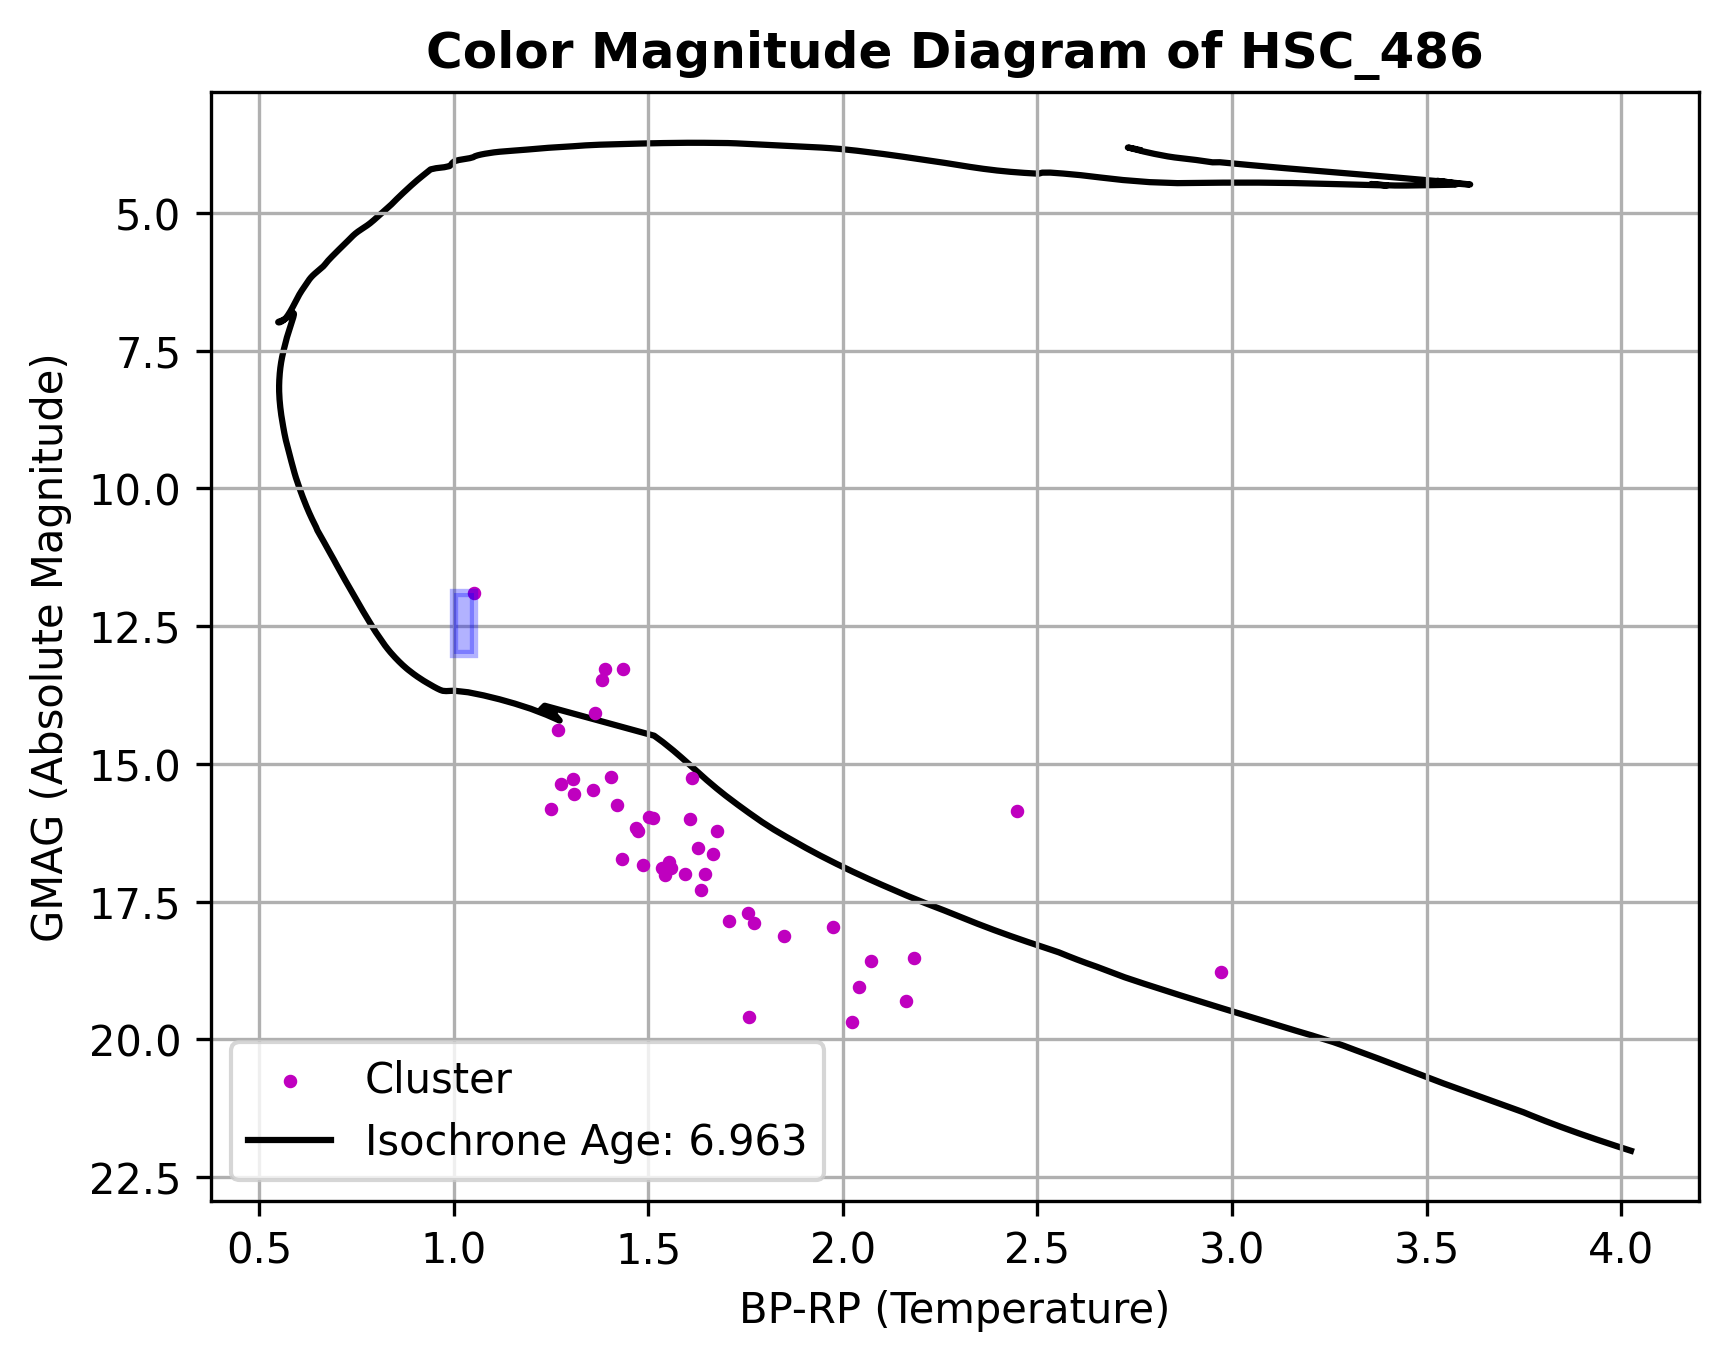 Color Magnitude Diagram of HSC_486
GMAG (Absolute Magnitude)
5.0
7.5
10.0
12.5
15.0
17.5
20.0
22.5
Cluster
Isochrone Age: 6.963
0.5 1.0 1.5 2.0 2.5 3.0 3.5 4.0
BP-RP (Temperature)